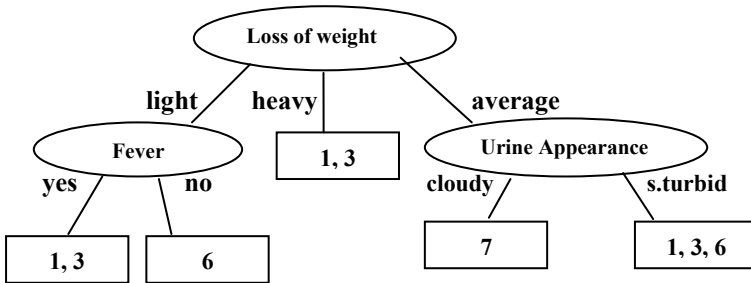 Loss of weight
light heavy average
Fever 1, 3 Urine Appearance
yes no cloudy s.turbid
1, 3 6 7 1, 3, 6